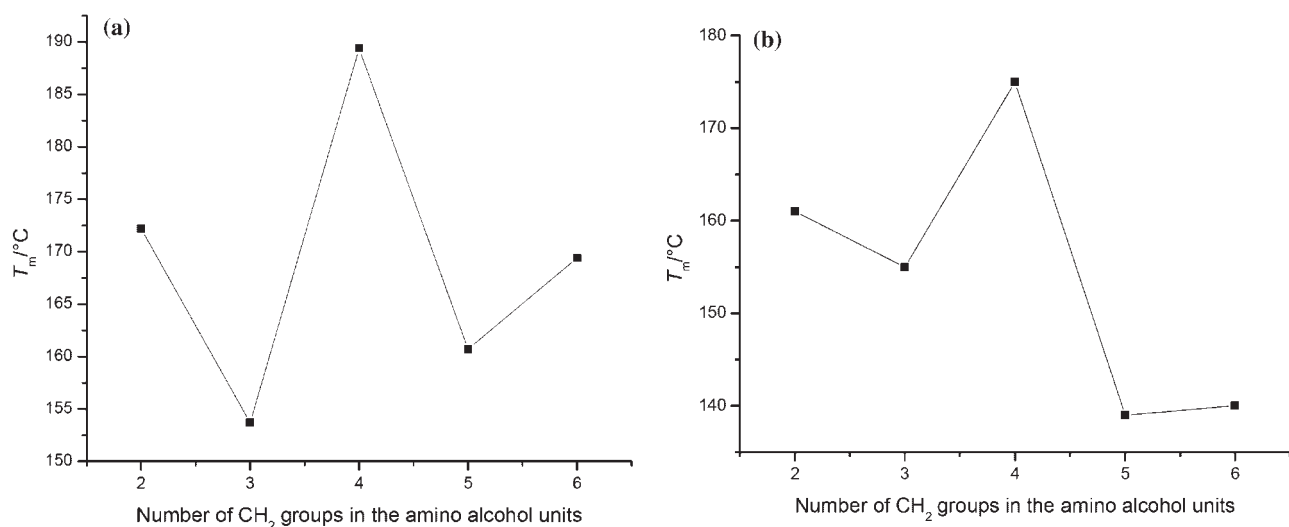 (a)
190
185
180
175
170
165
160
155
150
T_m/°C
2 3 4 5 6
Number of CH₂ groups in the amino alcohol units
(b)
180
170
160
150
140
T_m/°C
2 3 4 5 6
Number of CH₂ groups in the amino alcohol units